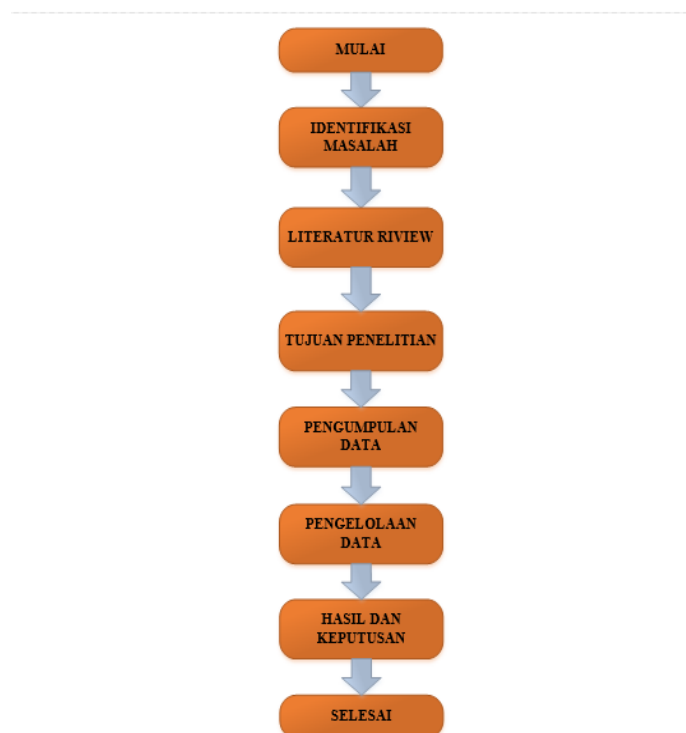 MULAI
IDENTIFIKASI
MASALAH
LITERATUR RIVIEW
TUJUAN PENELITIAN
PENGUMPULAN
DATA
PENGELOLAAN
DATA
HASIL DAN
KEPUTUSAN
SELESAI